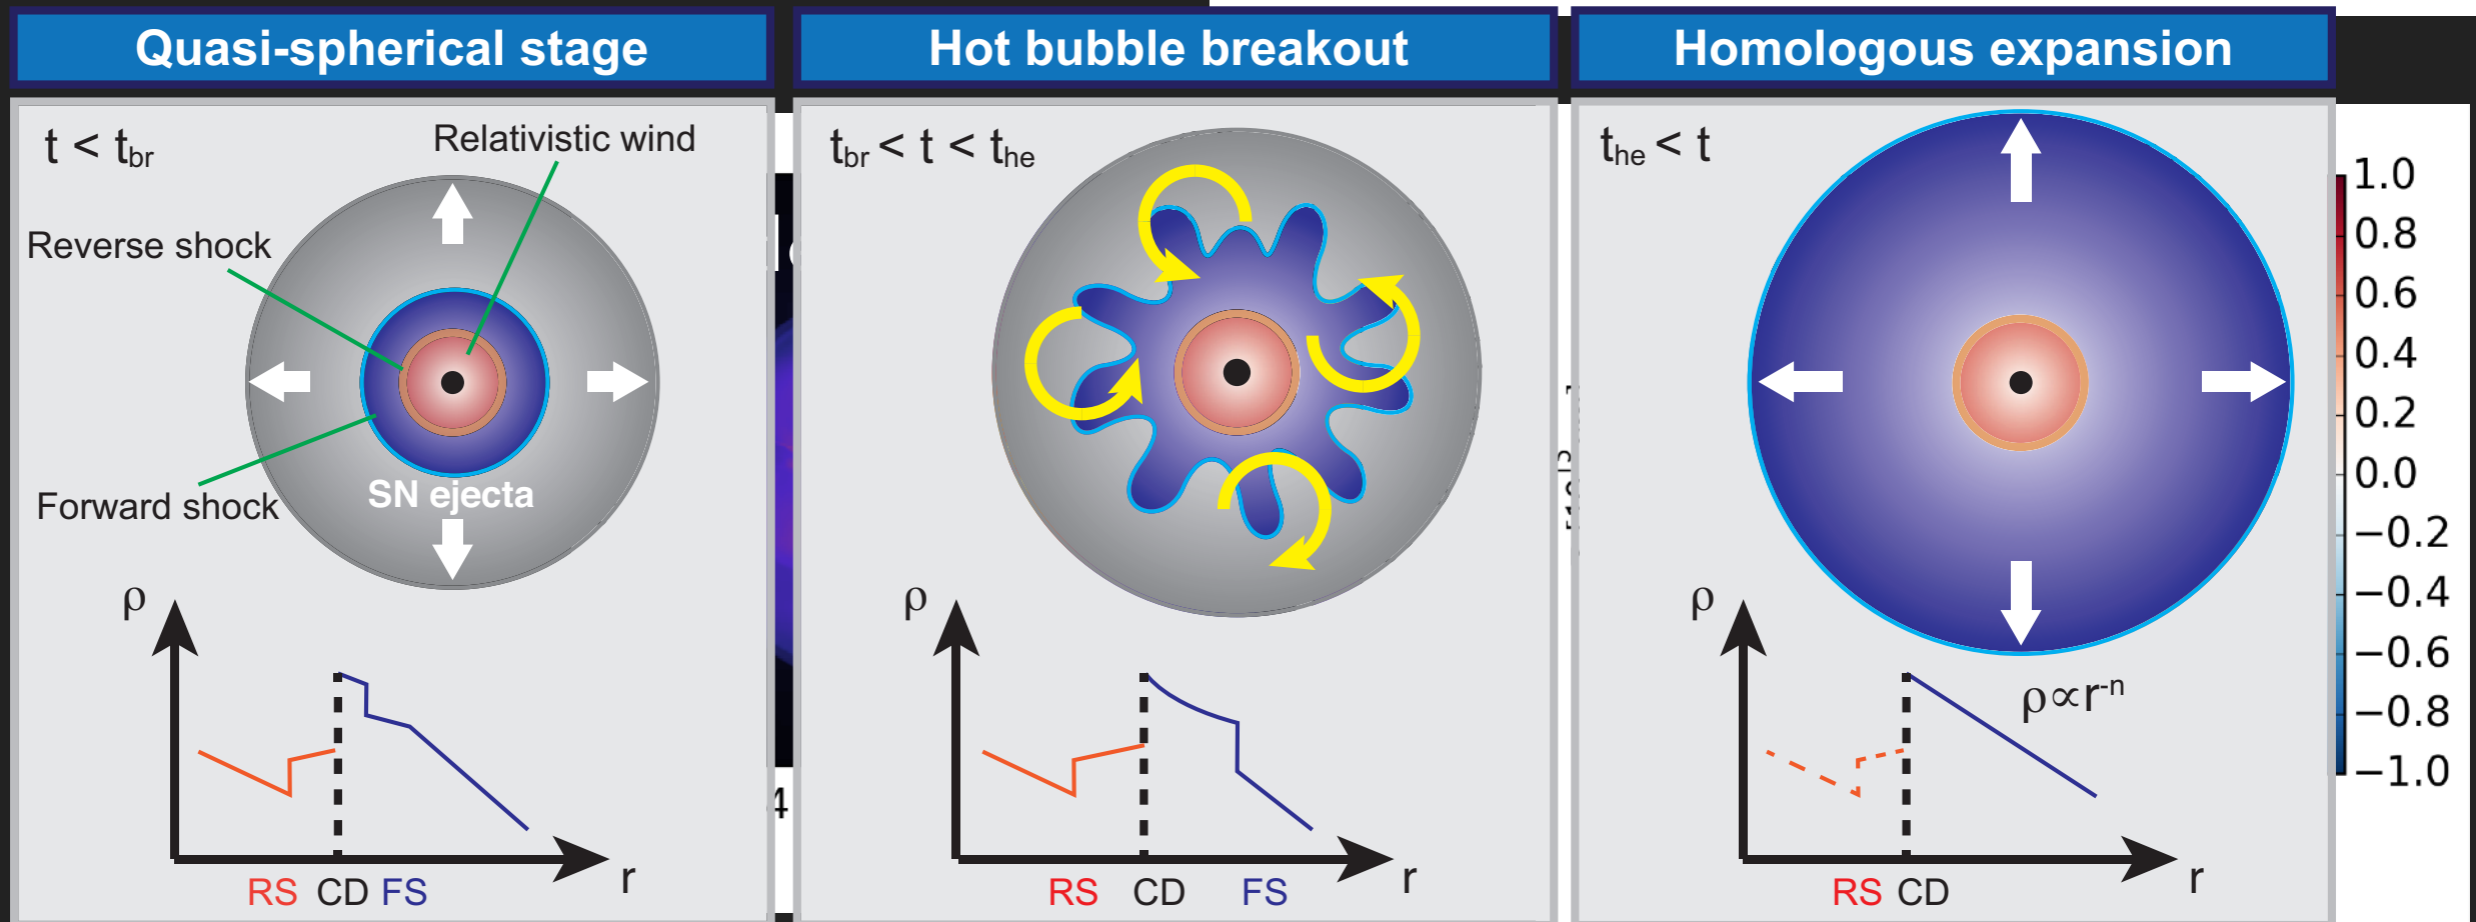 Quasi-spherical stage
t < tbr
Relativistic wind
Reverse shock
Forward shock
SN ejecta
ρ
r
RS CD FS
Hot bubble breakout
tbr < t < the
ρ
r
RS CD FS
Homologous expansion
the < t
ρ
ρ∝r-n
r
RS CD
4
1.0
0.8
0.6
0.4
0.2
0.0
−0.2
−0.4
−0.6
−0.8
−1.0